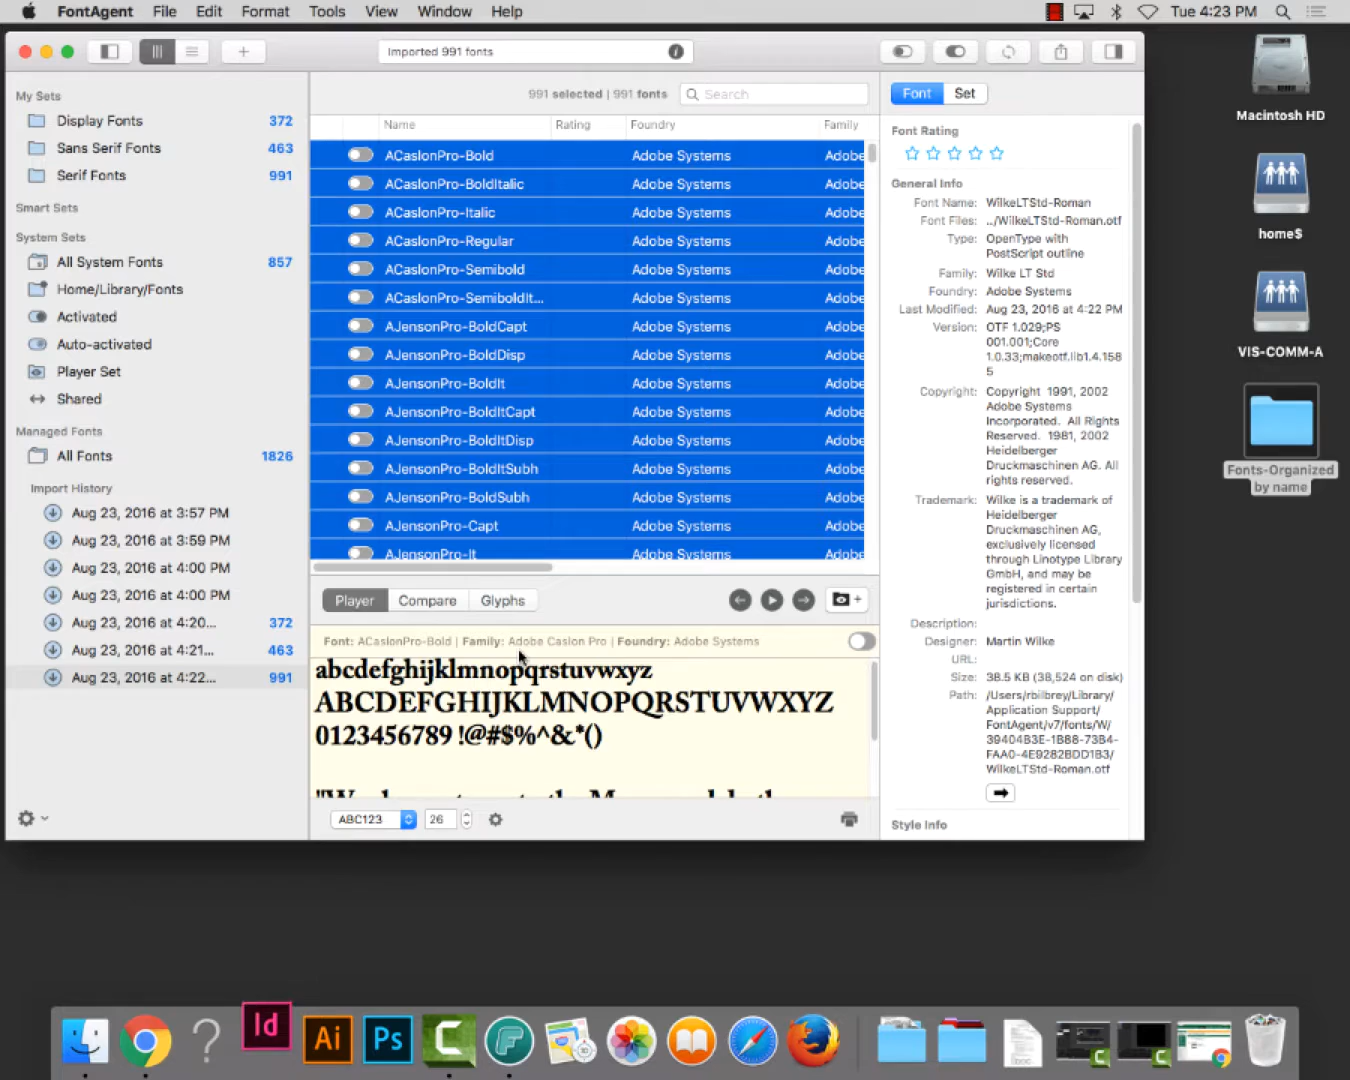 FontAgent File Edit Format Tools View Window Help Tue 4:23 PM
Imported 991 fonts
991 selected | 991 fonts Search
Font Set
My Sets
Display Fonts 372
Sans Serif Fonts 463
Serif Fonts 991
Smart Sets
System Sets
All System Fonts 857
Home/Library/Fonts
Activated
Auto-activated
Player Set
Shared
Managed Fonts
All Fonts 1826
Import History
Aug 23, 2016 at 3:57 PM
Aug 23, 2016 at 3:59 PM
Aug 23, 2016 at 4:00 PM
Aug 23, 2016 at 4:00 PM
Aug 23, 2016 at 4:20... 372
Aug 23, 2016 at 4:21... 463
Aug 23, 2016 at 4:22... 991
Name Rating Foundry Family
ACaslonPro-Bold Adobe Systems Adobe
ACaslonPro-BoldItalic Adobe Systems Adobe
ACaslonPro-Italic Adobe Systems Adobe
ACaslonPro-Regular Adobe Systems Adobe
ACaslonPro-Semibold Adobe Systems Adobe
ACaslonPro-SemiboldIt... Adobe Systems Adobe
AJensonPro-BoldCapt Adobe Systems Adobe
AJensonPro-BoldDisp Adobe Systems Adobe
AJensonPro-BoldIt Adobe Systems Adobe
AJensonPro-BoldItCapt Adobe Systems Adobe
AJensonPro-BoldItDisp Adobe Systems Adobe
AJensonPro-BoldItSubh Adobe Systems Adobe
AJensonPro-BoldSubh Adobe Systems Adobe
AJensonPro-Capt Adobe Systems Adobe
AJensonPro-It Adobe Systems Adobe
Player Compare Glyphs
Font: ACaslonPro-Bold | Family: Adobe Caslon Pro | Foundry: Adobe Systems
abcdefghijklmnopqrstuvwxyz
ABCDEFGHIJKLMNOPQRSTUVWXYZ
0123456789 !@#$%^&*()
ABC123 26
Font Rating
General Info
Font Name: WilkeLTStd-Roman
Font Files: ../WilkeLTStd-Roman.otf
Type: OpenType with
PostScript outline
Family: Wilke LT Std
Foundry: Adobe Systems
Last Modified: Aug 23, 2016 at 4:22 PM
Version: OTF 1.029;PS
001.001;Core
1.0.33;makeotf.lib1.4.158
5
Copyright: Copyright 1991, 2002
Adobe Systems
Incorporated. All Rights
Reserved. 1981, 2002
Heidelberger
Druckmaschinen AG. All
rights reserved.
Trademark: Wilke is a trademark of
Heidelberger
Druckmaschinen AG,
exclusively licensed
through Linotype Library
GmbH, and may be
registered in certain
jurisdictions.
Description:
Designer: Martin Wilke
URL:
Size: 38.5 KB (38,524 on disk)
Path: /Users/rbilbrey/Library/
Application Support/
FontAgent/v7/fonts/W/
39404B3E-1B88-73B4-
FAA0-4E9282BDD1B3/
WilkeLTStd-Roman.otf
Style Info
Macintosh HD
home$
VIS-COMM-A
Fonts-Organized
by name
Id Ai Ps